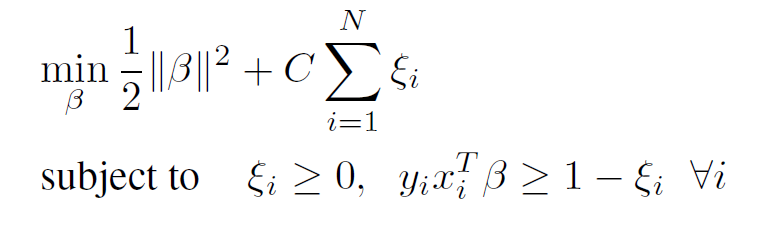 min_β 1/2 ‖β‖² + C ∑_{i=1}^{N} ξ_i
subject to ξ_i ≥ 0, y_i x_i^T β ≥ 1 − ξ_i ∀i